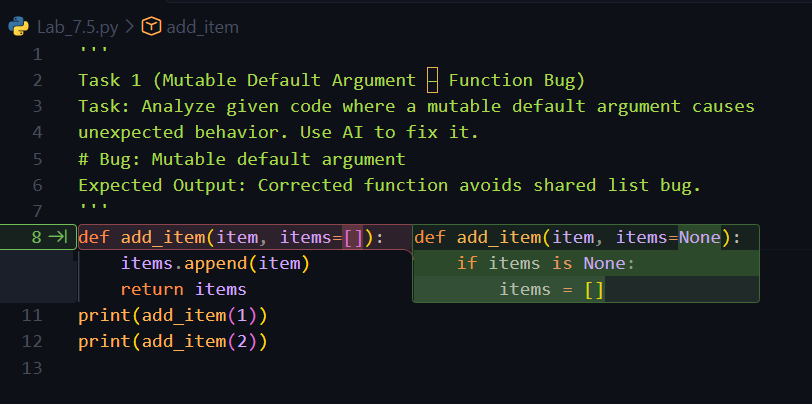 Lab_7.5.py > add_item
1 '''
2 Task 1 (Mutable Default Argument – Function Bug)
3 Task: Analyze given code where a mutable default argument causes
4 unexpected behavior. Use AI to fix it.
5 # Bug: Mutable default argument
6 Expected Output: Corrected function avoids shared list bug.
7 '''
8 def add_item(item, items=[]): def add_item(item, items=None):
items.append(item) if items is None:
return items items = []
11 print(add_item(1))
12 print(add_item(2))
13